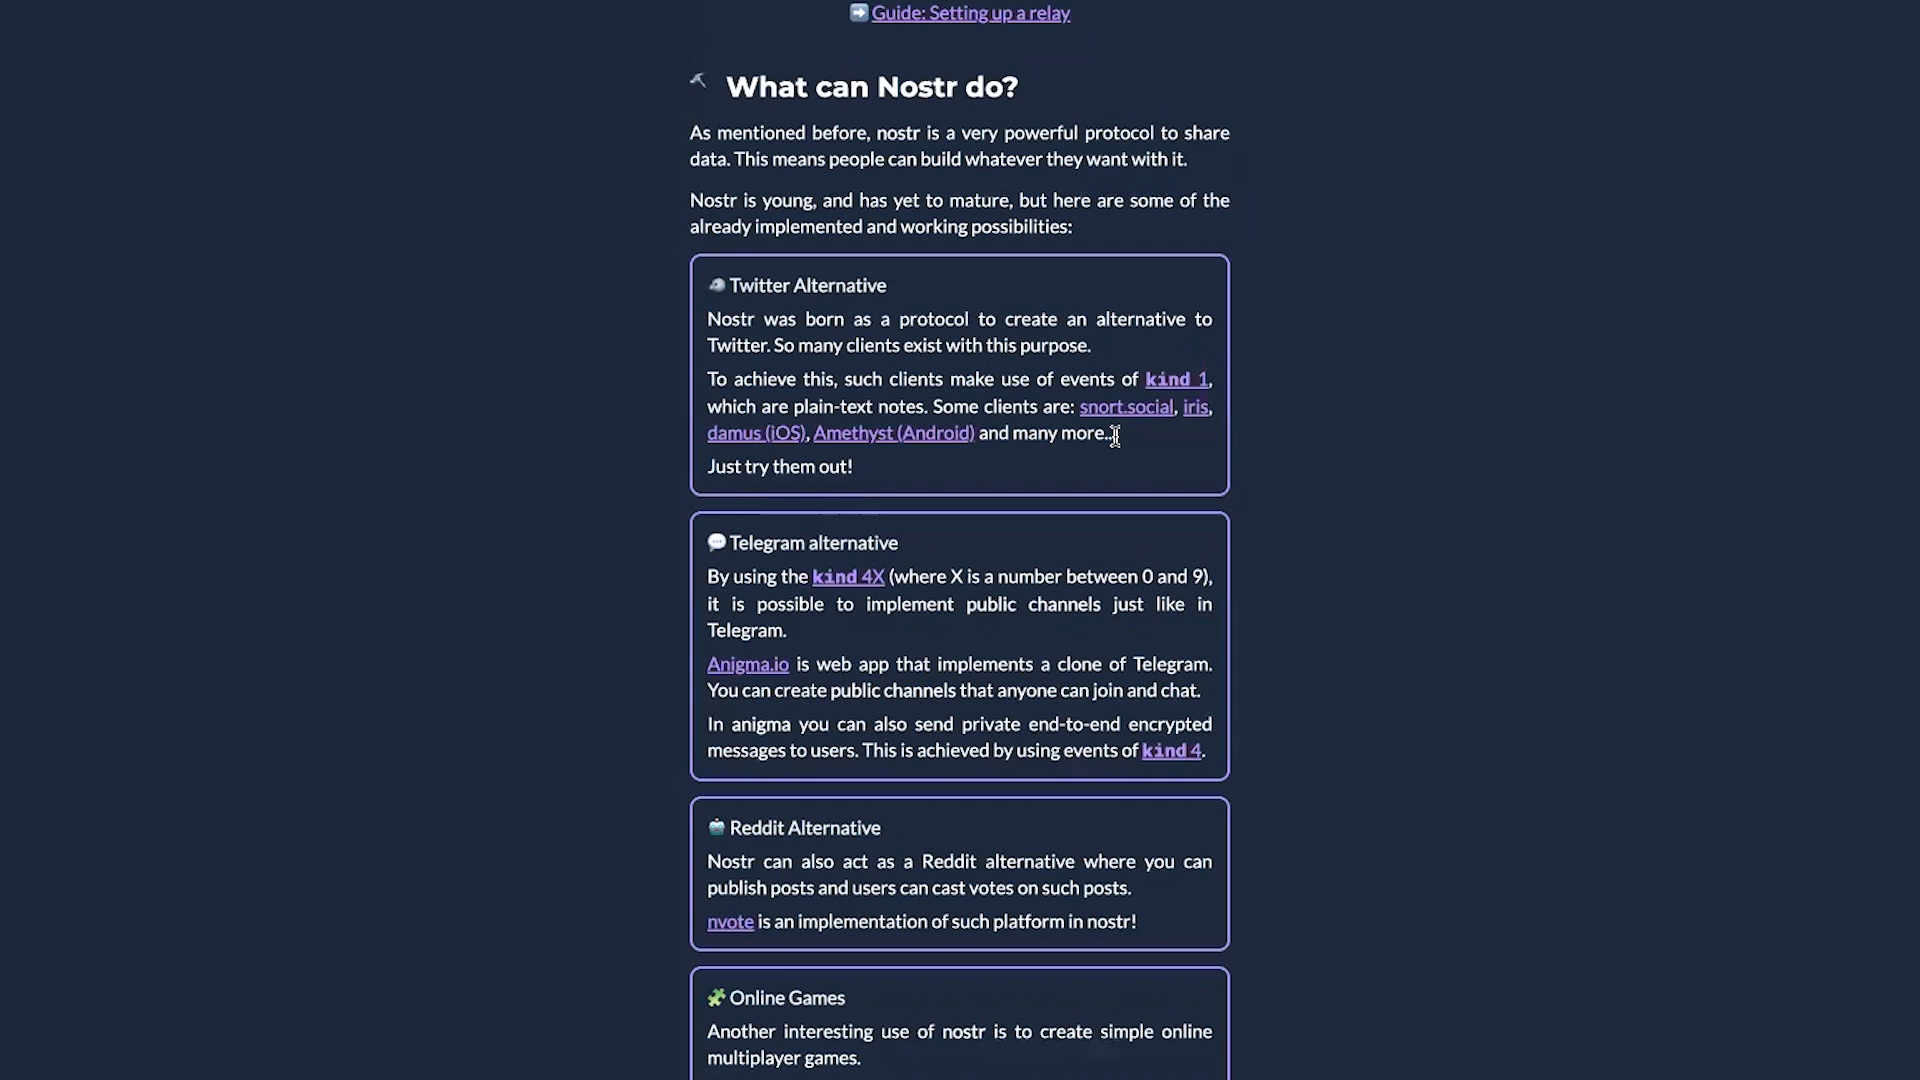 Guide: Setting up a relay
What can Nostr do?
As mentioned before, nostr is a very powerful protocol to share
data. This means people can build whatever they want with it.
Nostr is young, and has yet to mature, but here are some of the
already implemented and working possibilities:
Twitter Alternative
Nostr was born as a protocol to create an alternative to
Twitter. So many clients exist with this purpose.
To achieve this, such clients make use of events of kind 1,
which are plain-text notes. Some clients are: snort.social, iris,
damus (iOS), Amethyst (Android) and many more...
Just try them out!
Telegram alternative
By using the kind 4X (where X is a number between 0 and 9),
it is possible to implement public channels just like in
Telegram.
Anigma.io is web app that implements a clone of Telegram.
You can create public channels that anyone can join and chat.
In anigma you can also send private end-to-end encrypted
messages to users. This is achieved by using events of kind 4.
Reddit Alternative
Nostr can also act as a Reddit alternative where you can
publish posts and users can cast votes on such posts.
nvote is an implementation of such platform in nostr!
Online Games
Another interesting use of nostr is to create simple online
multiplayer games.